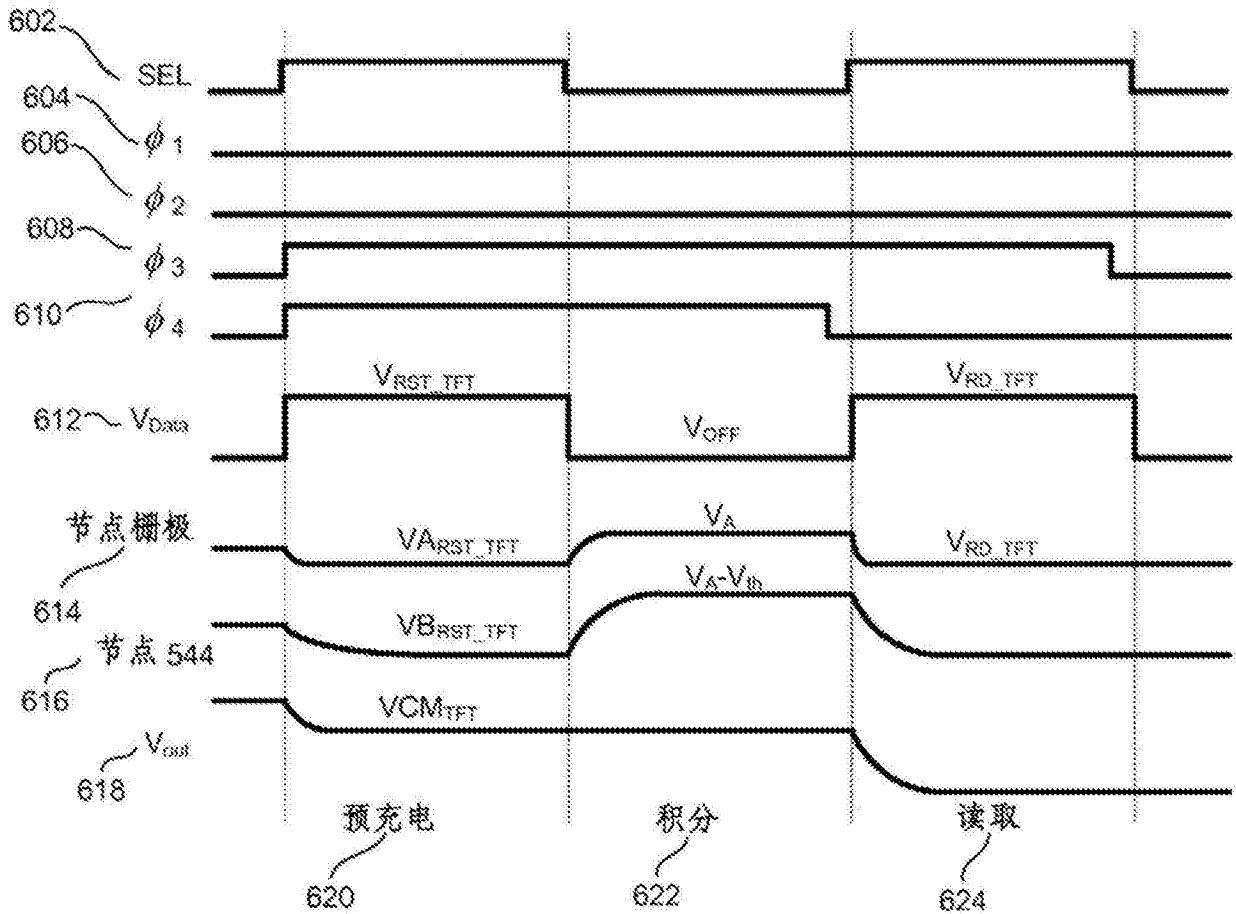 602
SEL
604
ϕ1
606
ϕ2
608
ϕ3
610
ϕ4
VRST_TFT
VRD_TFT
612
VData
VOFF
节点栅极
VARST_TFT
VA
VRD_TFT
614
VA-Vth
节点 544
VBRST_TFT
616
VCMTFT
Vout
618
预充电
积分
读取
620
622
624